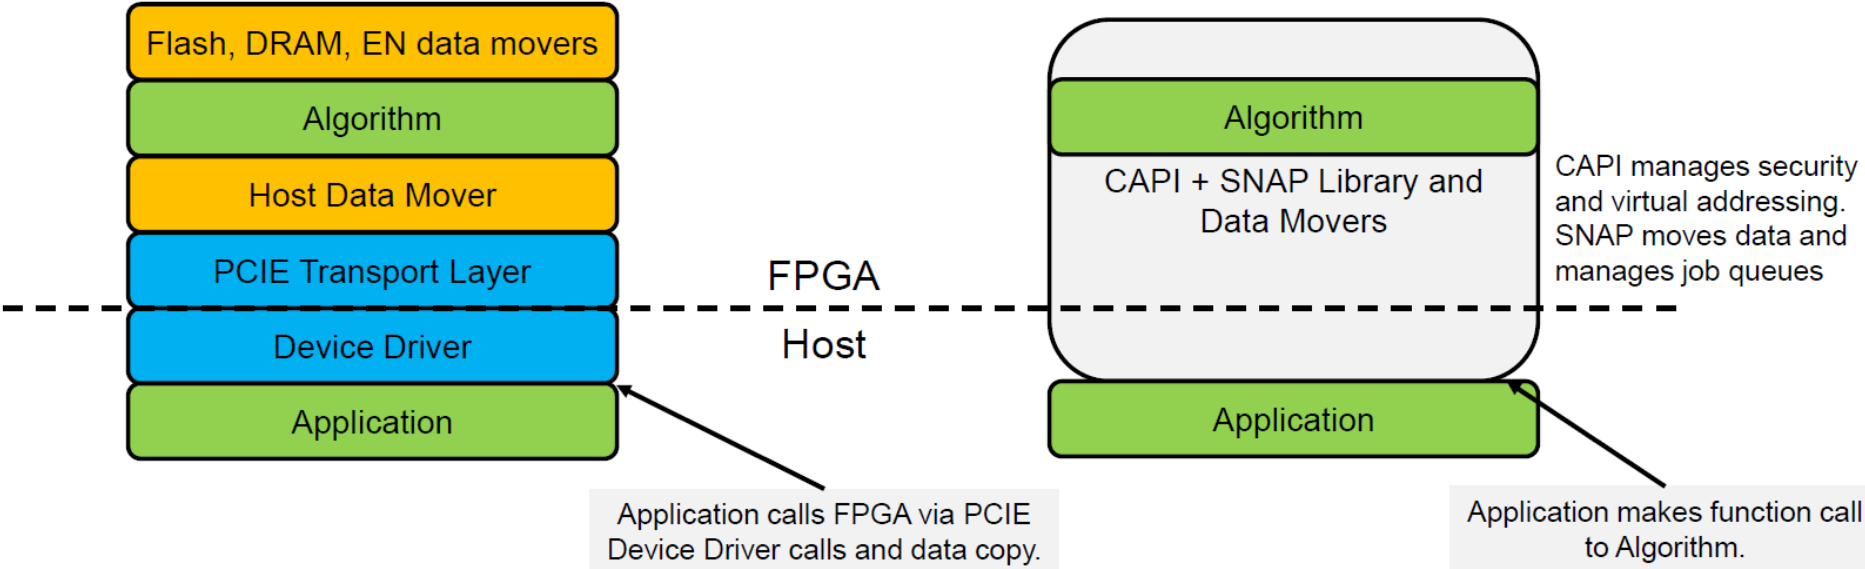 Flash, DRAM, EN data movers
Algorithm
Host Data Mover
PCIE Transport Layer
Device Driver
Application
FPGA
Host
Application calls FPGA via PCIE
Device Driver calls and data copy.
Algorithm
CAPI + SNAP Library and
Data Movers
Application
CAPI manages security
and virtual addressing.
SNAP moves data and
manages job queues
Application makes function call
to Algorithm.